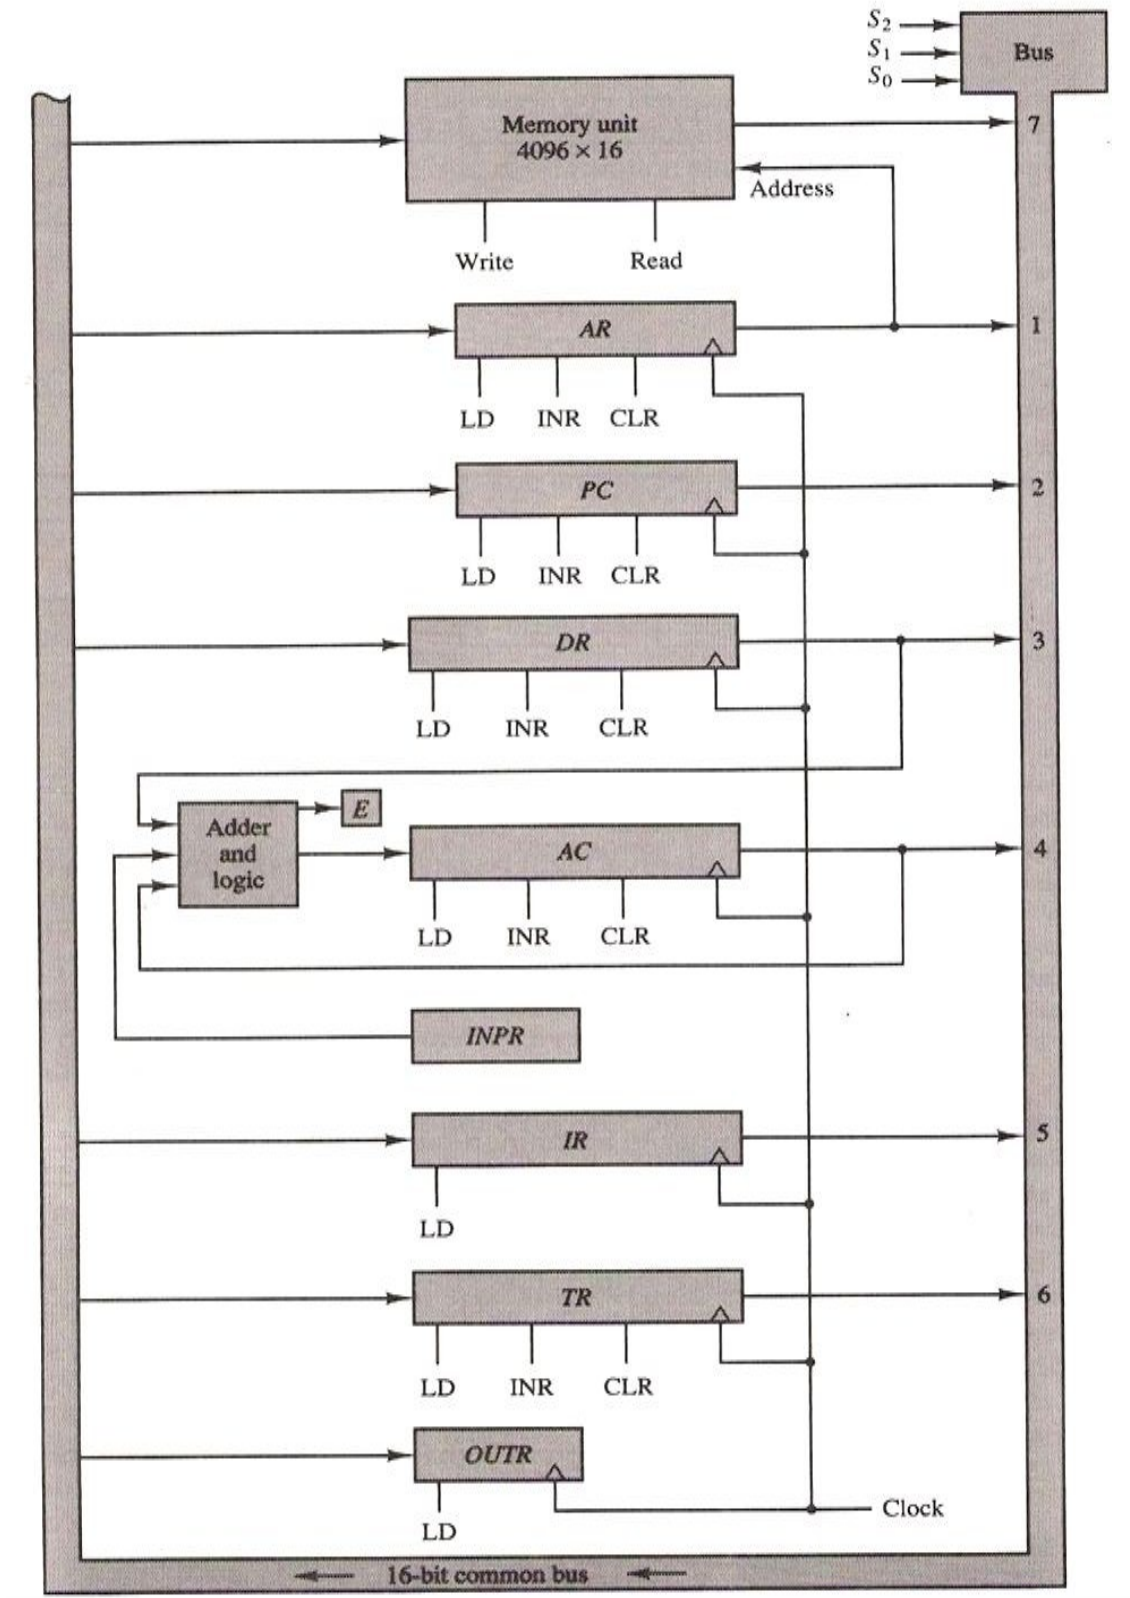 S2
S1
S0
Bus
Memory unit
4096 × 16
7
Address
Write
Read
AR
1
LD INR CLR
PC
2
LD INR CLR
DR
3
LD INR CLR
Adder
and
logic
E
AC
4
LD INR CLR
INPR
IR
5
LD
TR
6
LD INR CLR
OUTR
LD
Clock
16-bit common bus